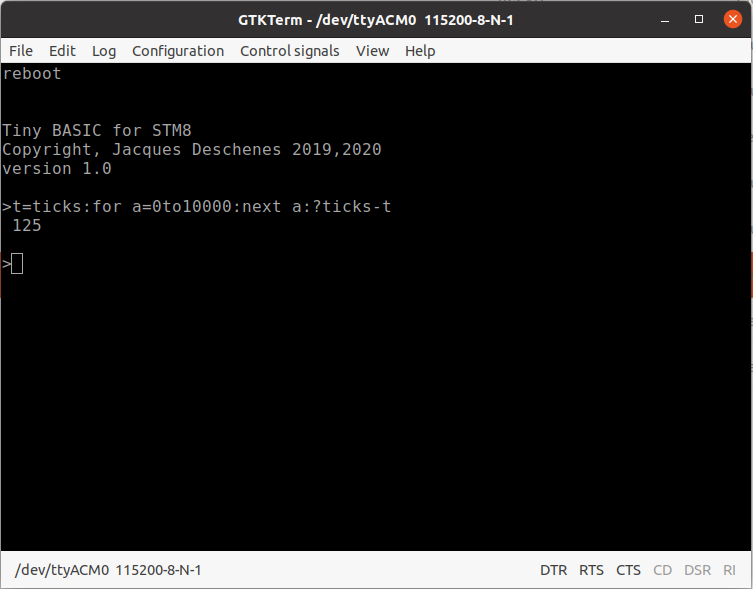 GTKTerm - /dev/ttyACM0  115200-8-N-1
File Edit Log Configuration Control signals View Help
reboot
Tiny BASIC for STM8
Copyright, Jacques Deschenes 2019,2020
version 1.0
>t=ticks:for a=0to10000:next a:?ticks-t
125
>
/dev/ttyACM0  115200-8-N-1 DTR RTS CTS CD DSR RI